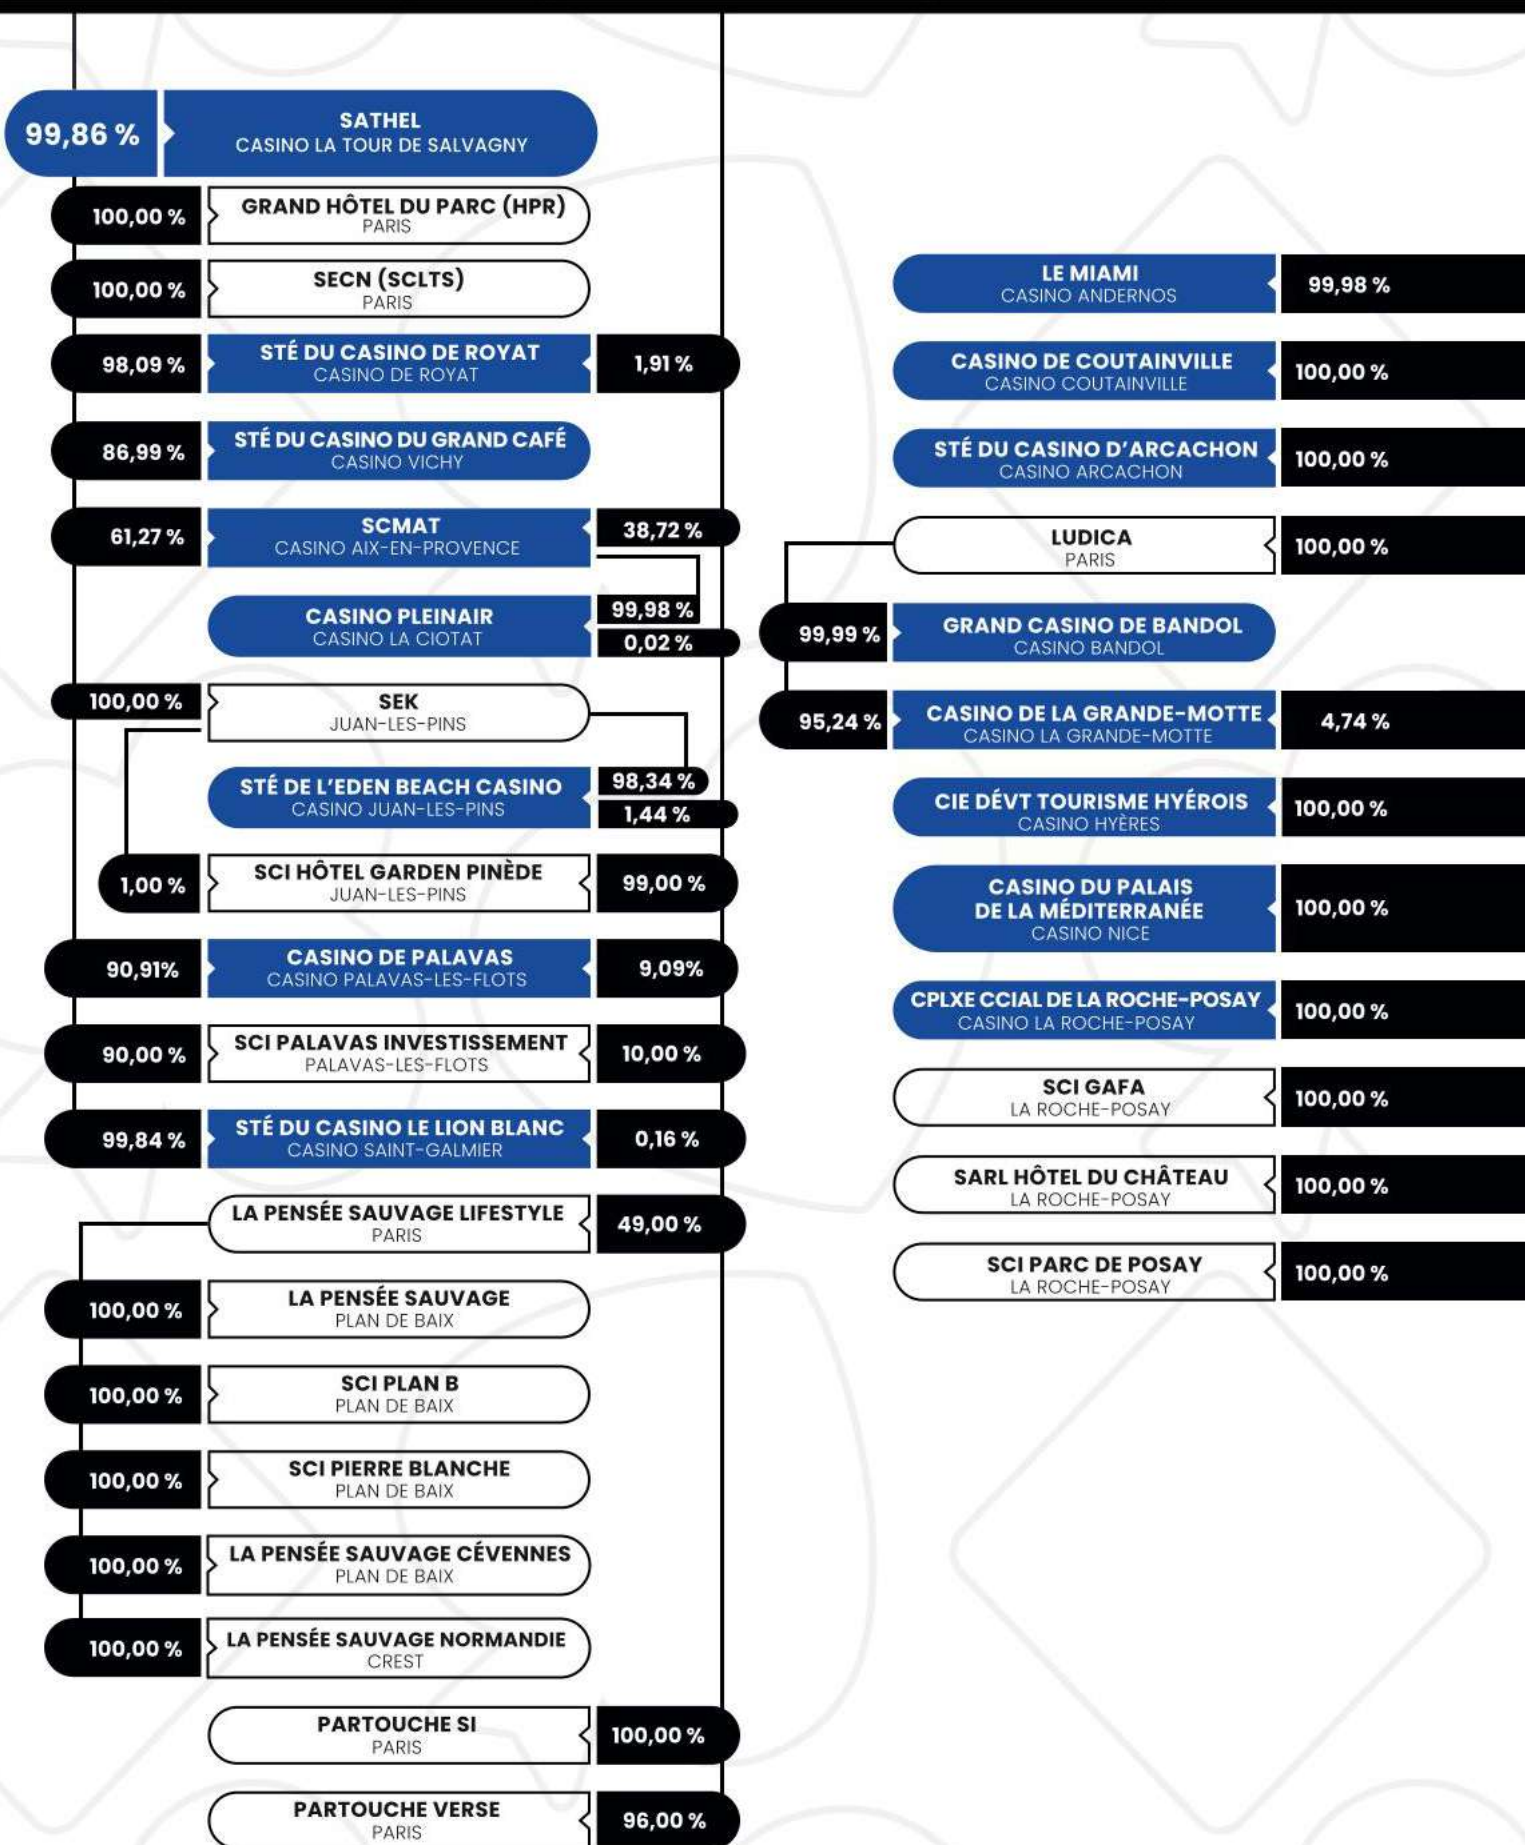 99,86 %
SATHEL
CASINO LA TOUR DE SALVAGNY
100,00 %
GRAND HÔTEL DU PARC (HPR)
PARIS
100,00 %
SECN (SCLTS)
PARIS
98,09 %
STÉ DU CASINO DE ROYAT
CASINO DE ROYAT
1,91 %
86,99 %
STÉ DU CASINO DU GRAND CAFÉ
CASINO VICHY
61,27 %
SCMAT
CASINO AIX-EN-PROVENCE
38,72 %
CASINO PLEINAIR
CASINO LA CIOTAT
99,98 %
0,02 %
100,00 %
SEK
JUAN-LES-PINS
STÉ DE L'EDEN BEACH CASINO
CASINO JUAN-LES-PINS
98,34 %
1,44 %
1,00 %
SCI HÔTEL GARDEN PINÈDE
JUAN-LES-PINS
99,00 %
90,91%
CASINO DE PALAVAS
CASINO PALAVAS-LES-FLOTS
9,09%
90,00 %
SCI PALAVAS INVESTISSEMENT
PALAVAS-LES-FLOTS
10,00 %
99,84 %
STÉ DU CASINO LE LION BLANC
CASINO SAINT-GALMIER
0,16 %
LA PENSÉE SAUVAGE LIFESTYLE
PARIS
49,00 %
100,00 %
LA PENSÉE SAUVAGE
PLAN DE BAIX
100,00 %
SCI PLAN B
PLAN DE BAIX
100,00 %
SCI PIERRE BLANCHE
PLAN DE BAIX
100,00 %
LA PENSÉE SAUVAGE CÉVENNES
PLAN DE BAIX
100,00 %
LA PENSÉE SAUVAGE NORMANDIE
CREST
PARTOUCHE SI
PARIS
100,00 %
PARTOUCHE VERSE
PARIS
96,00 %
LE MIAMI
CASINO ANDERNOS
99,98 %
CASINO DE COUTAINVILLE
CASINO COUTAINVILLE
100,00 %
STÉ DU CASINO D'ARCACHON
CASINO ARCACHON
100,00 %
LUDICA
PARIS
100,00 %
99,99 %
GRAND CASINO DE BANDOL
CASINO BANDOL
95,24 %
CASINO DE LA GRANDE-MOTTE
CASINO LA GRANDE-MOTTE
4,74 %
CIE DÉVT TOURISME HYÉROIS
CASINO HYÈRES
100,00 %
CASINO DU PALAIS
DE LA MÉDITERRANÉE
CASINO NICE
100,00 %
CPLXE CCIAL DE LA ROCHE-POSAY
CASINO LA ROCHE-POSAY
100,00 %
SCI GAFA
LA ROCHE-POSAY
100,00 %
SARL HÔTEL DU CHÂTEAU
LA ROCHE-POSAY
100,00 %
SCI PARC DE POSAY
LA ROCHE-POSAY
100,00 %